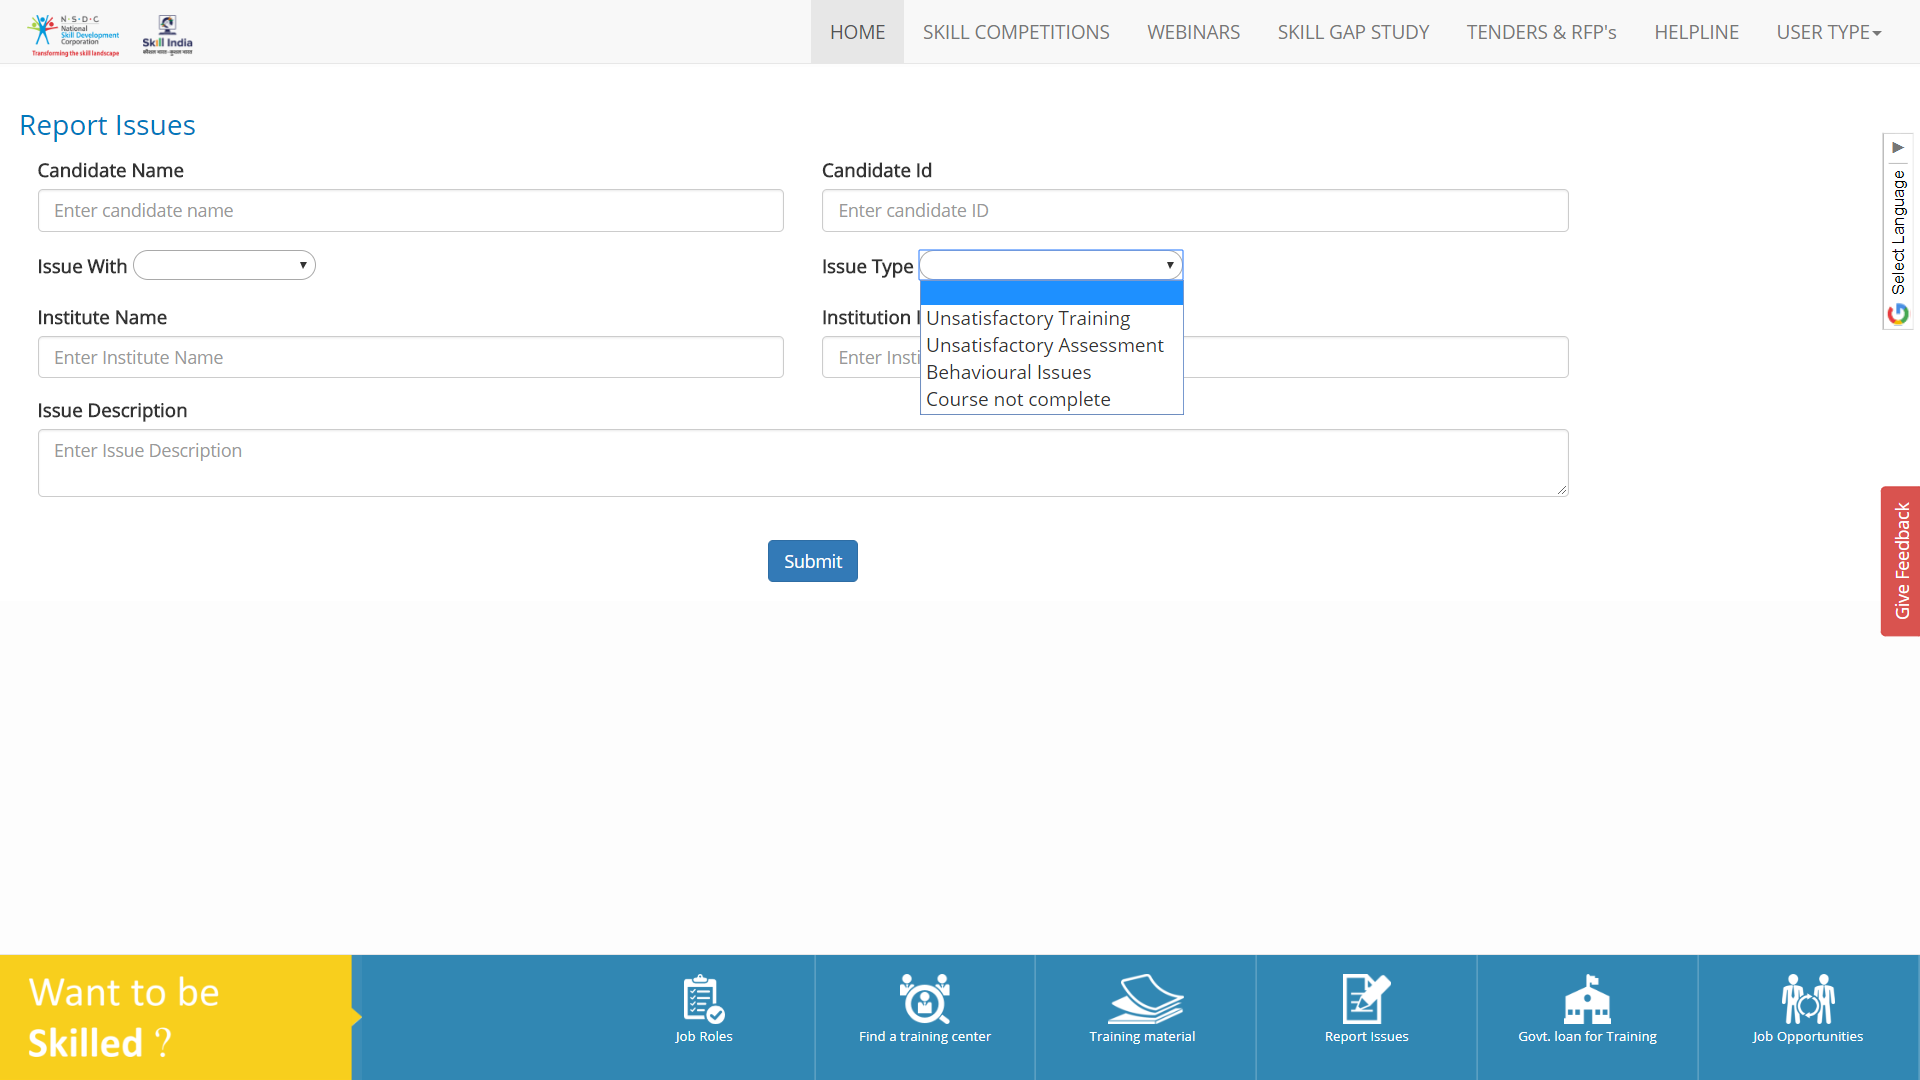 N·S·D·C
National
Skill Development
Corporation
Transforming the skill landscape
Skill India
कौशल भारत-कुशल भारत
HOME
SKILL COMPETITIONS
WEBINARS
SKILL GAP STUDY
TENDERS & RFP's
HELPLINE
USER TYPE
Report Issues
Candidate Name
Candidate Id
Enter candidate name
Enter candidate ID
Issue With
Issue Type
Unsatisfactory Training
Unsatisfactory Assessment
Behavioural Issues
Course not complete
Institute Name
Institution
Enter Institute Name
Enter Insti
Issue Description
Enter Issue Description
Submit
Select Language
Give Feedback
Want to be
Skilled ?
Job Roles
Find a training center
Training material
Report Issues
Govt. loan for Training
Job Opportunities